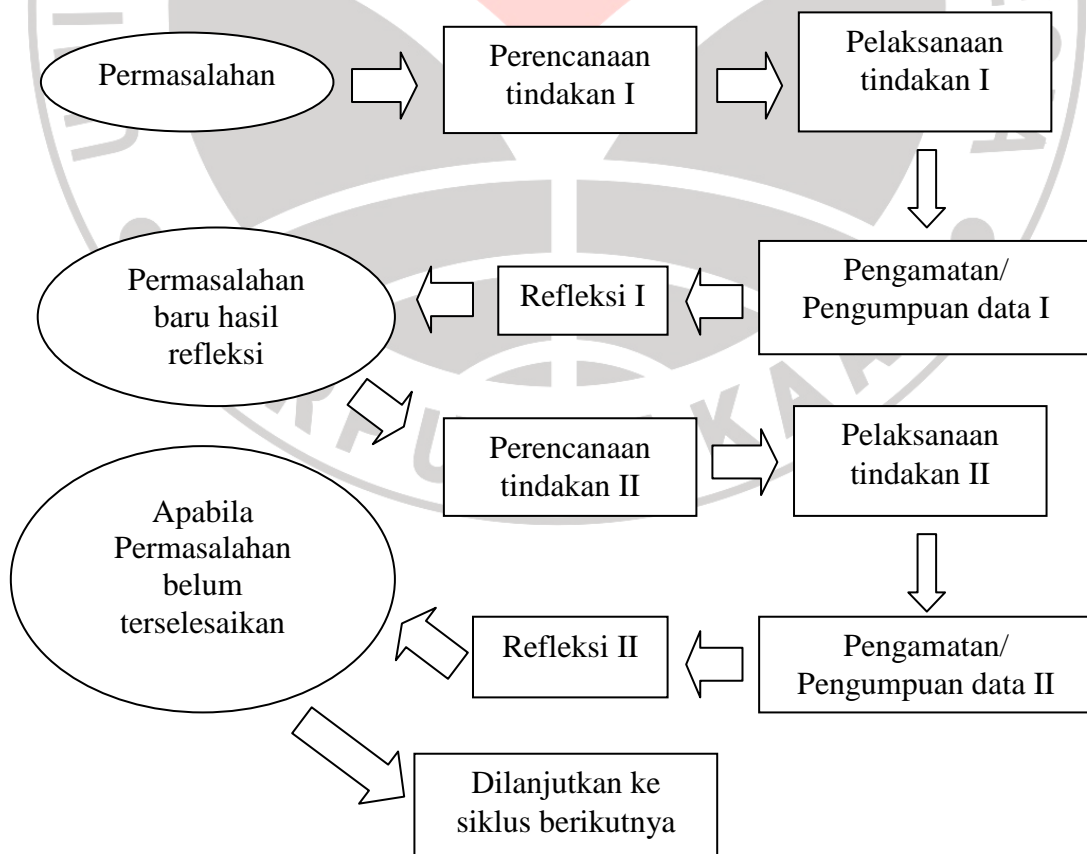 Permasalahan
Perencanaan
tindakan I
Pelaksanaan
tindakan I
Permasalahan
baru hasil
refleksi
Refleksi I
Pengamatan/
Pengumpuan data I
Perencanaan
tindakan II
Pelaksanaan
tindakan II
Apabila
Permasalahan
belum
terselesaikan
Refleksi II
Pengamatan/
Pengumpuan data II
Dilanjutkan ke
siklus berikutnya